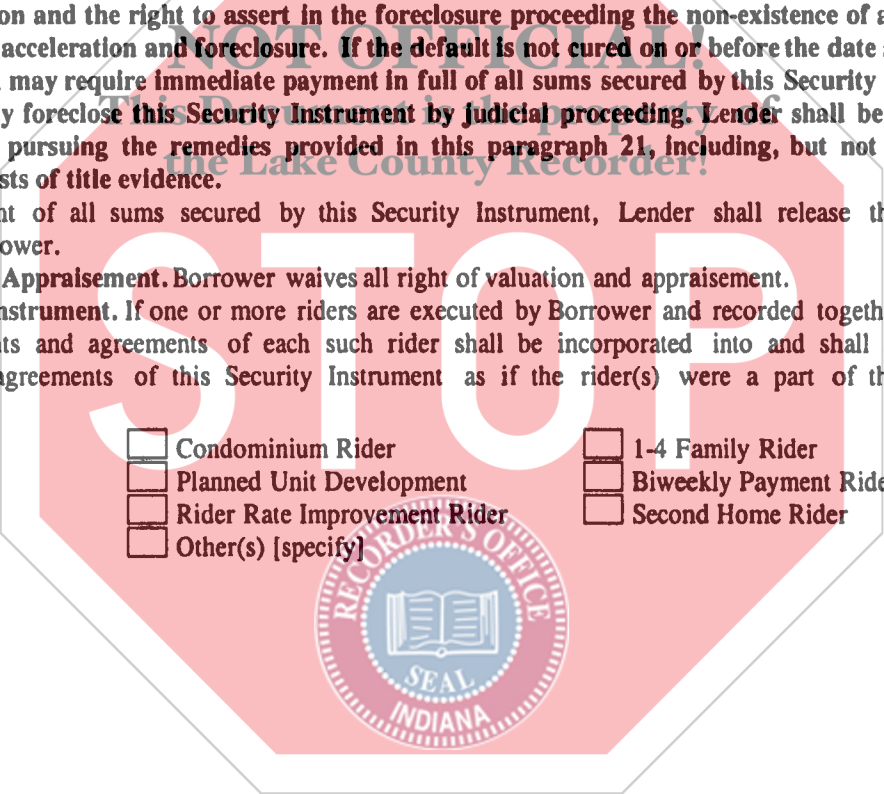 on and the right to assert in the foreclosure proceeding the non-existence of a
acceleration and foreclosure. If the default is not cured on or before the date
may require immediate payment in full of all sums secured by this Security
y foreclose this Security Instrument by judicial proceeding. Lender shall be
pursuing the remedies provided in this paragraph 21, including, but not
sts of title evidence.
nt of all sums secured by this Security Instrument, Lender shall release th
ower.
Appraisement. Borrower waives all right of valuation and appraisement.
nstrument. If one or more riders are executed by Borrower and recorded togeth
nts and agreements of each such rider shall be incorporated into and shall
agreements of this Security Instrument as if the rider(s) were a part of th
Condominium Rider
1-4 Family Rider
Planned Unit Development
Biweekly Payment Ride
Rider Rate Improvement Rider
Second Home Rider
Other(s) [specify]
NOT OFFICIAL!
This Document is the property of
the Lake County Recorder!
STOP
RECORDER'S OFFICE
SEAL
INDIANA